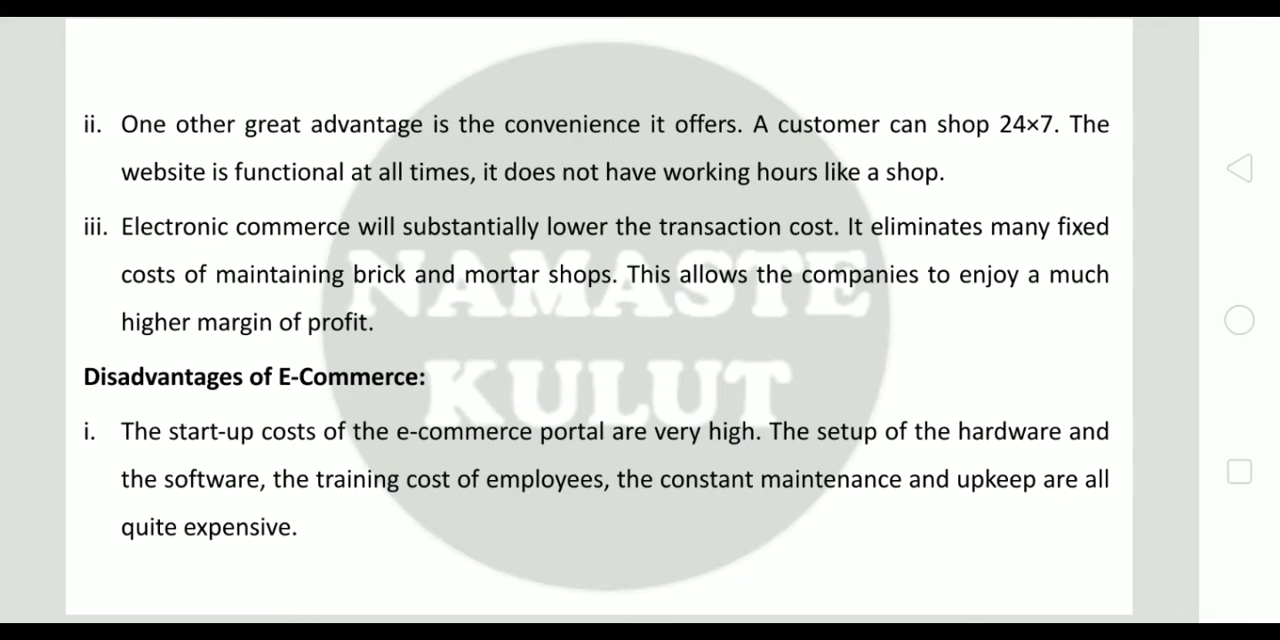 ii. One other great advantage is the convenience it offers. A customer can shop 24×7. The
website is functional at all times, it does not have working hours like a shop.
iii. Electronic commerce will substantially lower the transaction cost. It eliminates many fixed
costs of maintaining brick and mortar shops. This allows the companies to enjoy a much
higher margin of profit.
Disadvantages of E-Commerce:
i. The start-up costs of the e-commerce portal are very high. The setup of the hardware and
the software, the training cost of employees, the constant maintenance and upkeep are all
quite expensive.
NAMASTE
KULUT